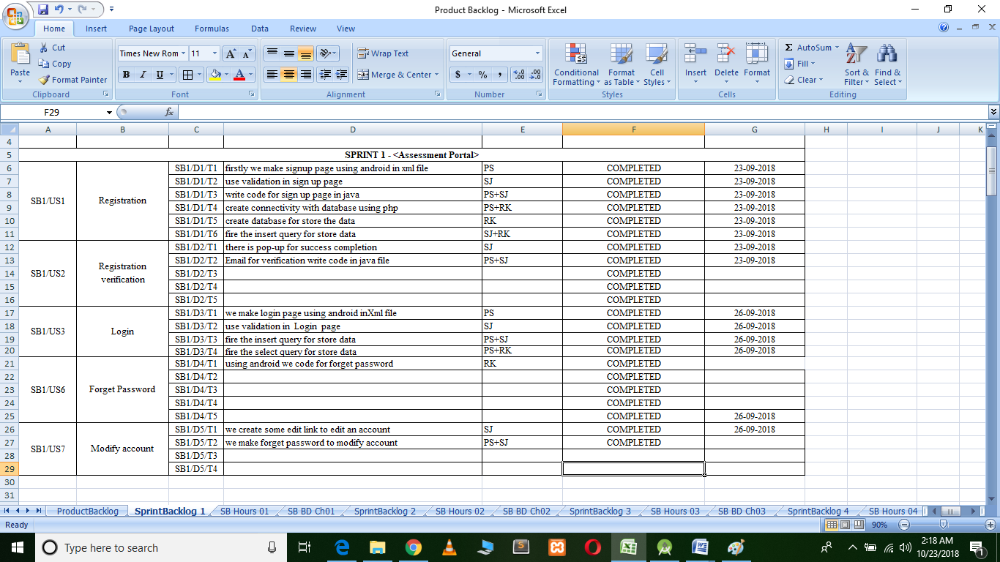 Product Backlog - Microsoft Excel
Home Insert Page Layout Formulas Data Review View
Paste
Cut
Copy
Format Painter
Clipboard
Times New Rom 11
B I U
Font
Wrap Text
Merge & Center
Alignment
General
$ % ,
Number
Conditional Formatting
Format as Table
Cell Styles
Styles
Insert Delete Format
Cells
AutoSum
Fill
Clear
Sort & Filter
Find & Select
Editing
F29 fx
A B C D E F G H I J K
4
5 SPRINT 1 - <Assessment Portal>
6 SB1/D1/T1 firstly we make signup page using android in xml file PS COMPLETED 23-09-2018
7 SB1/D1/T2 use validation in sign up page SJ COMPLETED 23-09-2018
8 SB1/US1 Registration SB1/D1/T3 write code for sign up page in java PS+SJ COMPLETED 23-09-2018
9 SB1/D1/T4 create connectivity with database using php PS+RK COMPLETED 23-09-2018
10 SB1/D1/T5 create database for store the data RK COMPLETED 23-09-2018
11 SB1/D1/T6 fire the insert query for store data SJ+RK COMPLETED 23-09-2018
12 SB1/D2/T1 there is pop-up for success completion SJ COMPLETED 23-09-2018
13 SB1/D2/T2 Email for verification write code in java file PS+SJ COMPLETED 23-09-2018
14 SB1/US2 Registration verification SB1/D2/T3 COMPLETED
15 SB1/D2/T4 COMPLETED
16 SB1/D2/T5 COMPLETED
17 SB1/D3/T1 we make login page using android inXml file PS COMPLETED 26-09-2018
18 SB1/US3 Login SB1/D3/T2 use validation in Login page SJ COMPLETED 26-09-2018
19 SB1/D3/T3 fire the insert query for store data PS+SJ COMPLETED 26-09-2018
20 SB1/D3/T4 fire the select query for store data PS+RK COMPLETED 26-09-2018
21 SB1/D4/T1 using android we code for forget password RK COMPLETED
22 SB1/D4/T2 COMPLETED
23 SB1/US6 Forget Password SB1/D4/T3 COMPLETED
24 SB1/D4/T4 COMPLETED
25 SB1/D4/T5 COMPLETED 26-09-2018
26 SB1/D5/T1 we create some edit link to edit an account SJ COMPLETED 26-09-2018
27 SB1/US7 Modify account SB1/D5/T2 we make forget password to modify account PS+SJ COMPLETED
28 SB1/D5/T3
29 SB1/D5/T4
30
31
ProductBacklog SprintBacklog 1 SB Hours 01 SB BD Ch01 SprintBacklog 2 SB Hours 02 SB BD Ch02 SprintBacklog 3 SB Hours 03 SB BD Ch03 SprintBacklog 4 SB Hours 04
Ready 90%
Type here to search
2:18 AM
10/23/2018